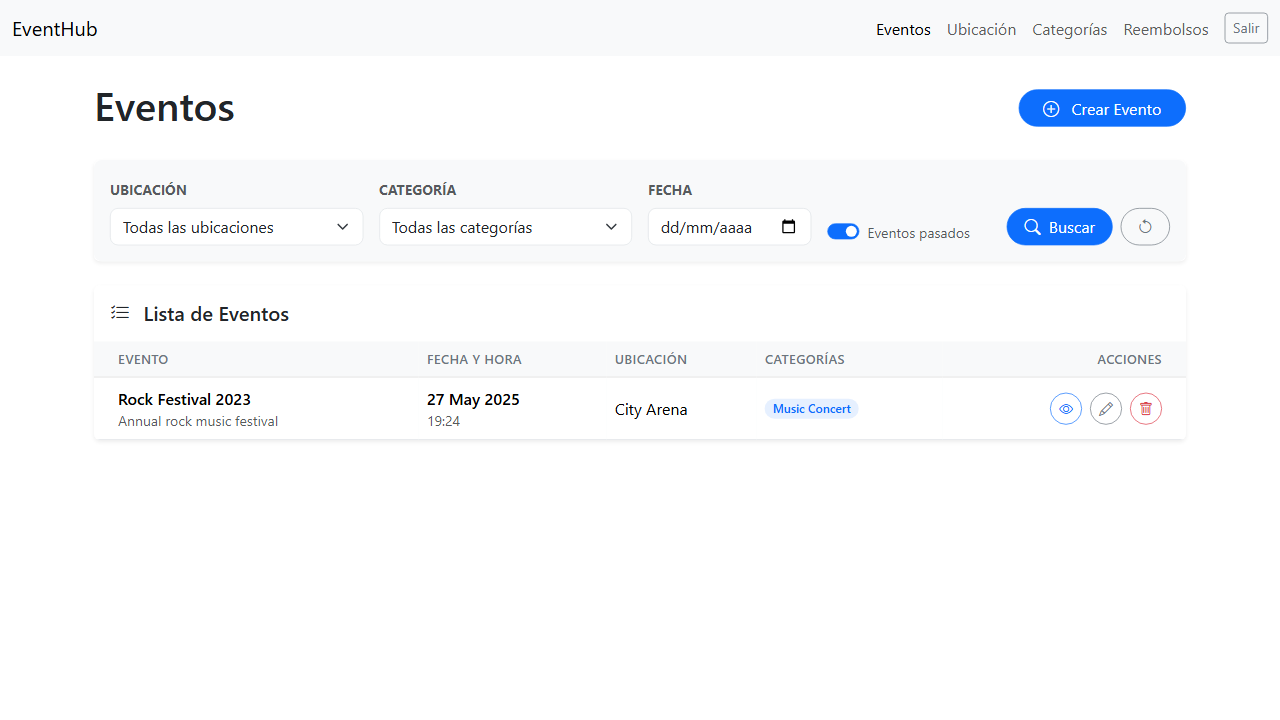 EventHub
Eventos Ubicación Categorías Reembolsos Salir
Eventos
Crear Evento
UBICACIÓN CATEGORÍA FECHA
Todas las ubicaciones Todas las categorías dd/mm/aaaa Eventos pasados Buscar
Lista de Eventos
EVENTO FECHA Y HORA UBICACIÓN CATEGORÍAS ACCIONES
Rock Festival 2023 27 May 2025 City Arena Music Concert
Annual rock music festival 19:24